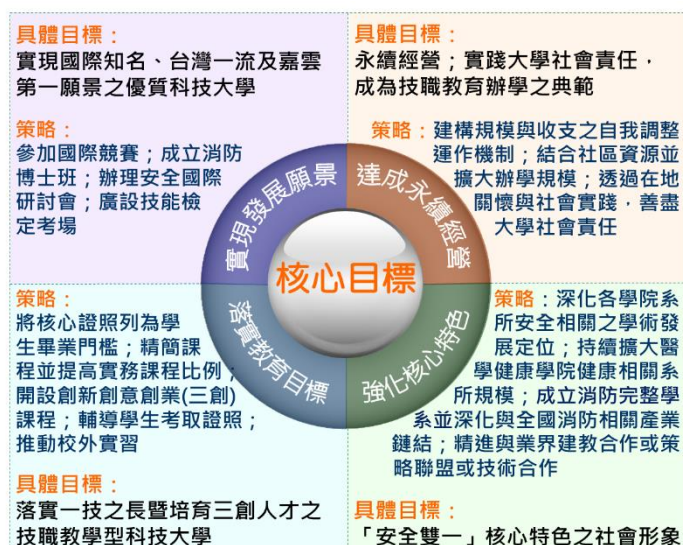 具體目標：
實現國際知名、台灣一流及嘉雲
第一願景之優質科技大學
策略：
參加國際競賽；成立消防
博士班；辦理安全國際
研討會；廣設技能檢
定考場
具體目標：
永續經營；實踐大學社會責任，
成為技職教育辦學之典範
策略：建構規模與收支之自我調整
運作機制；結合社區資源並
擴大辦學規模；透過在地
關懷與社會實踐，善盡
大學社會責任
實現發展願景
達成永續經營
核心目標
落實教育目標
強化核心特色
策略：
將核心證照列為學
生畢業門檻；精簡課
程並提高實務課程比例；
開設創新創意創業(三創)
課程；輔導學生考取證照；
推動校外實習
具體目標：
落實一技之長暨培育三創人才之
技職教學型科技大學
策略：深化各學院系
所安全相關之學術發
展定位；持續擴大醫
學健康學院健康相關系
所規模；成立消防完整學
系並深化與全國消防相關產業
鏈結；精進與業界建教合作或策
略聯盟或技術合作
具體目標：
「安全雙一」核心特色之社會形象